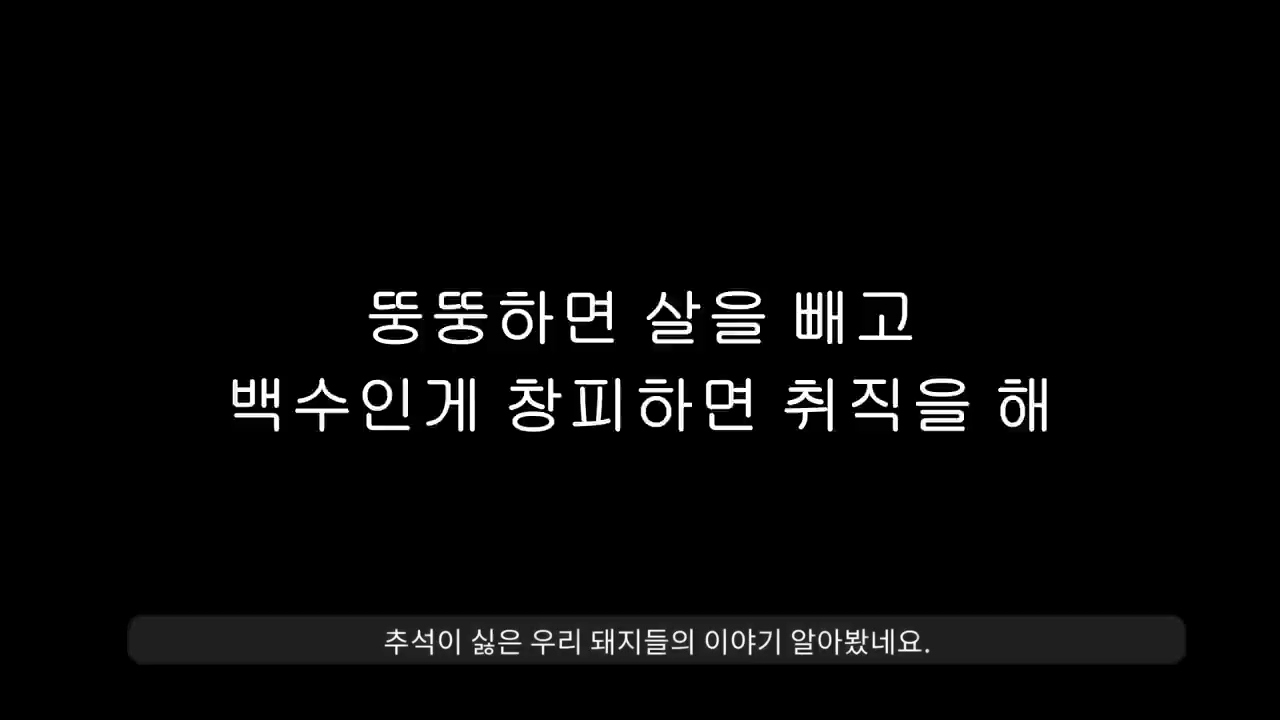 뚱뚱하면 살을 빼고
백수인게 창피하면 취직을 해
추석이 싫은 우리 돼지들의 이야기 알아봤네요.